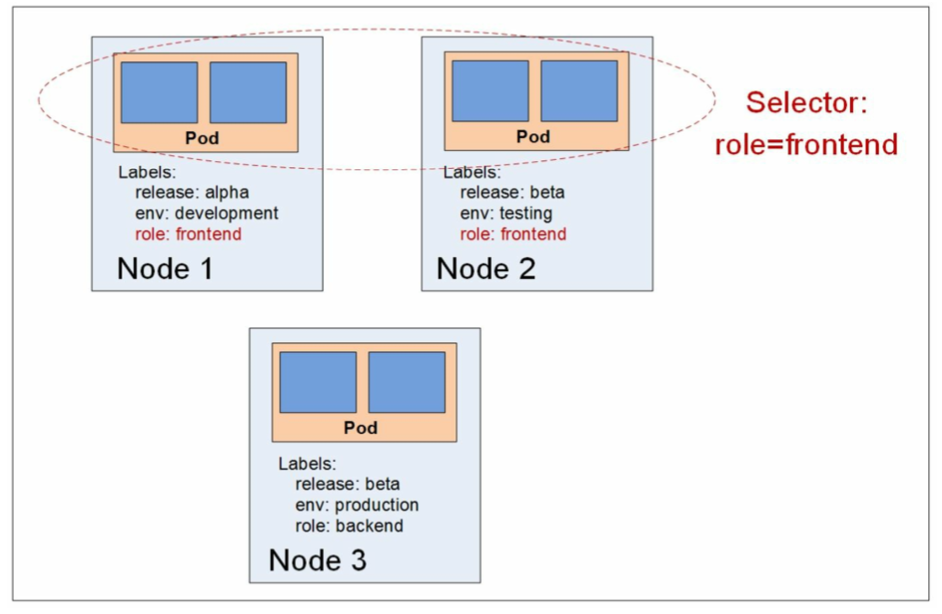 Pod
Labels:
release: alpha
env: development
role: frontend
Node 1
Pod
Labels:
release: beta
env: testing
role: frontend
Node 2
Selector:
role=frontend
Pod
Labels:
release: beta
env: production
role: backend
Node 3